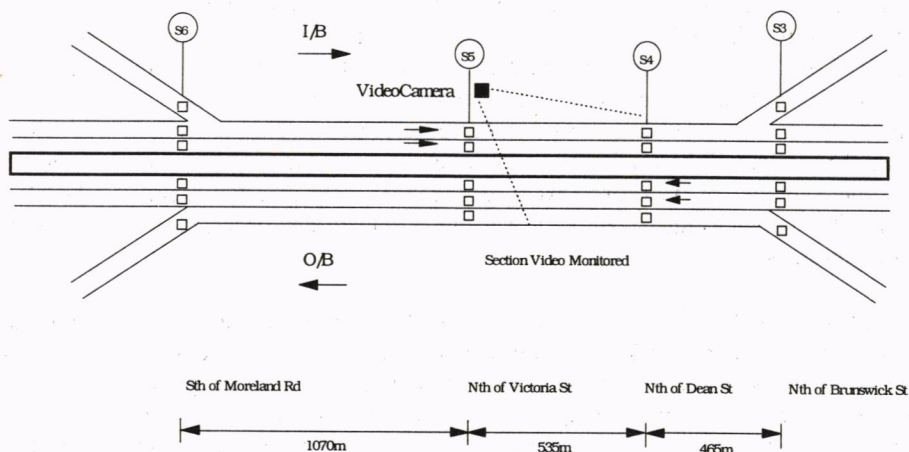 S6
I/B
S3
S5
S4
VideoCamera
O/B
Section Video Monitored
Sth of Moreland Rd
Nth of Victoria St
Nth of Dean St
Nth of Brunswick St
1070m
535m
465m